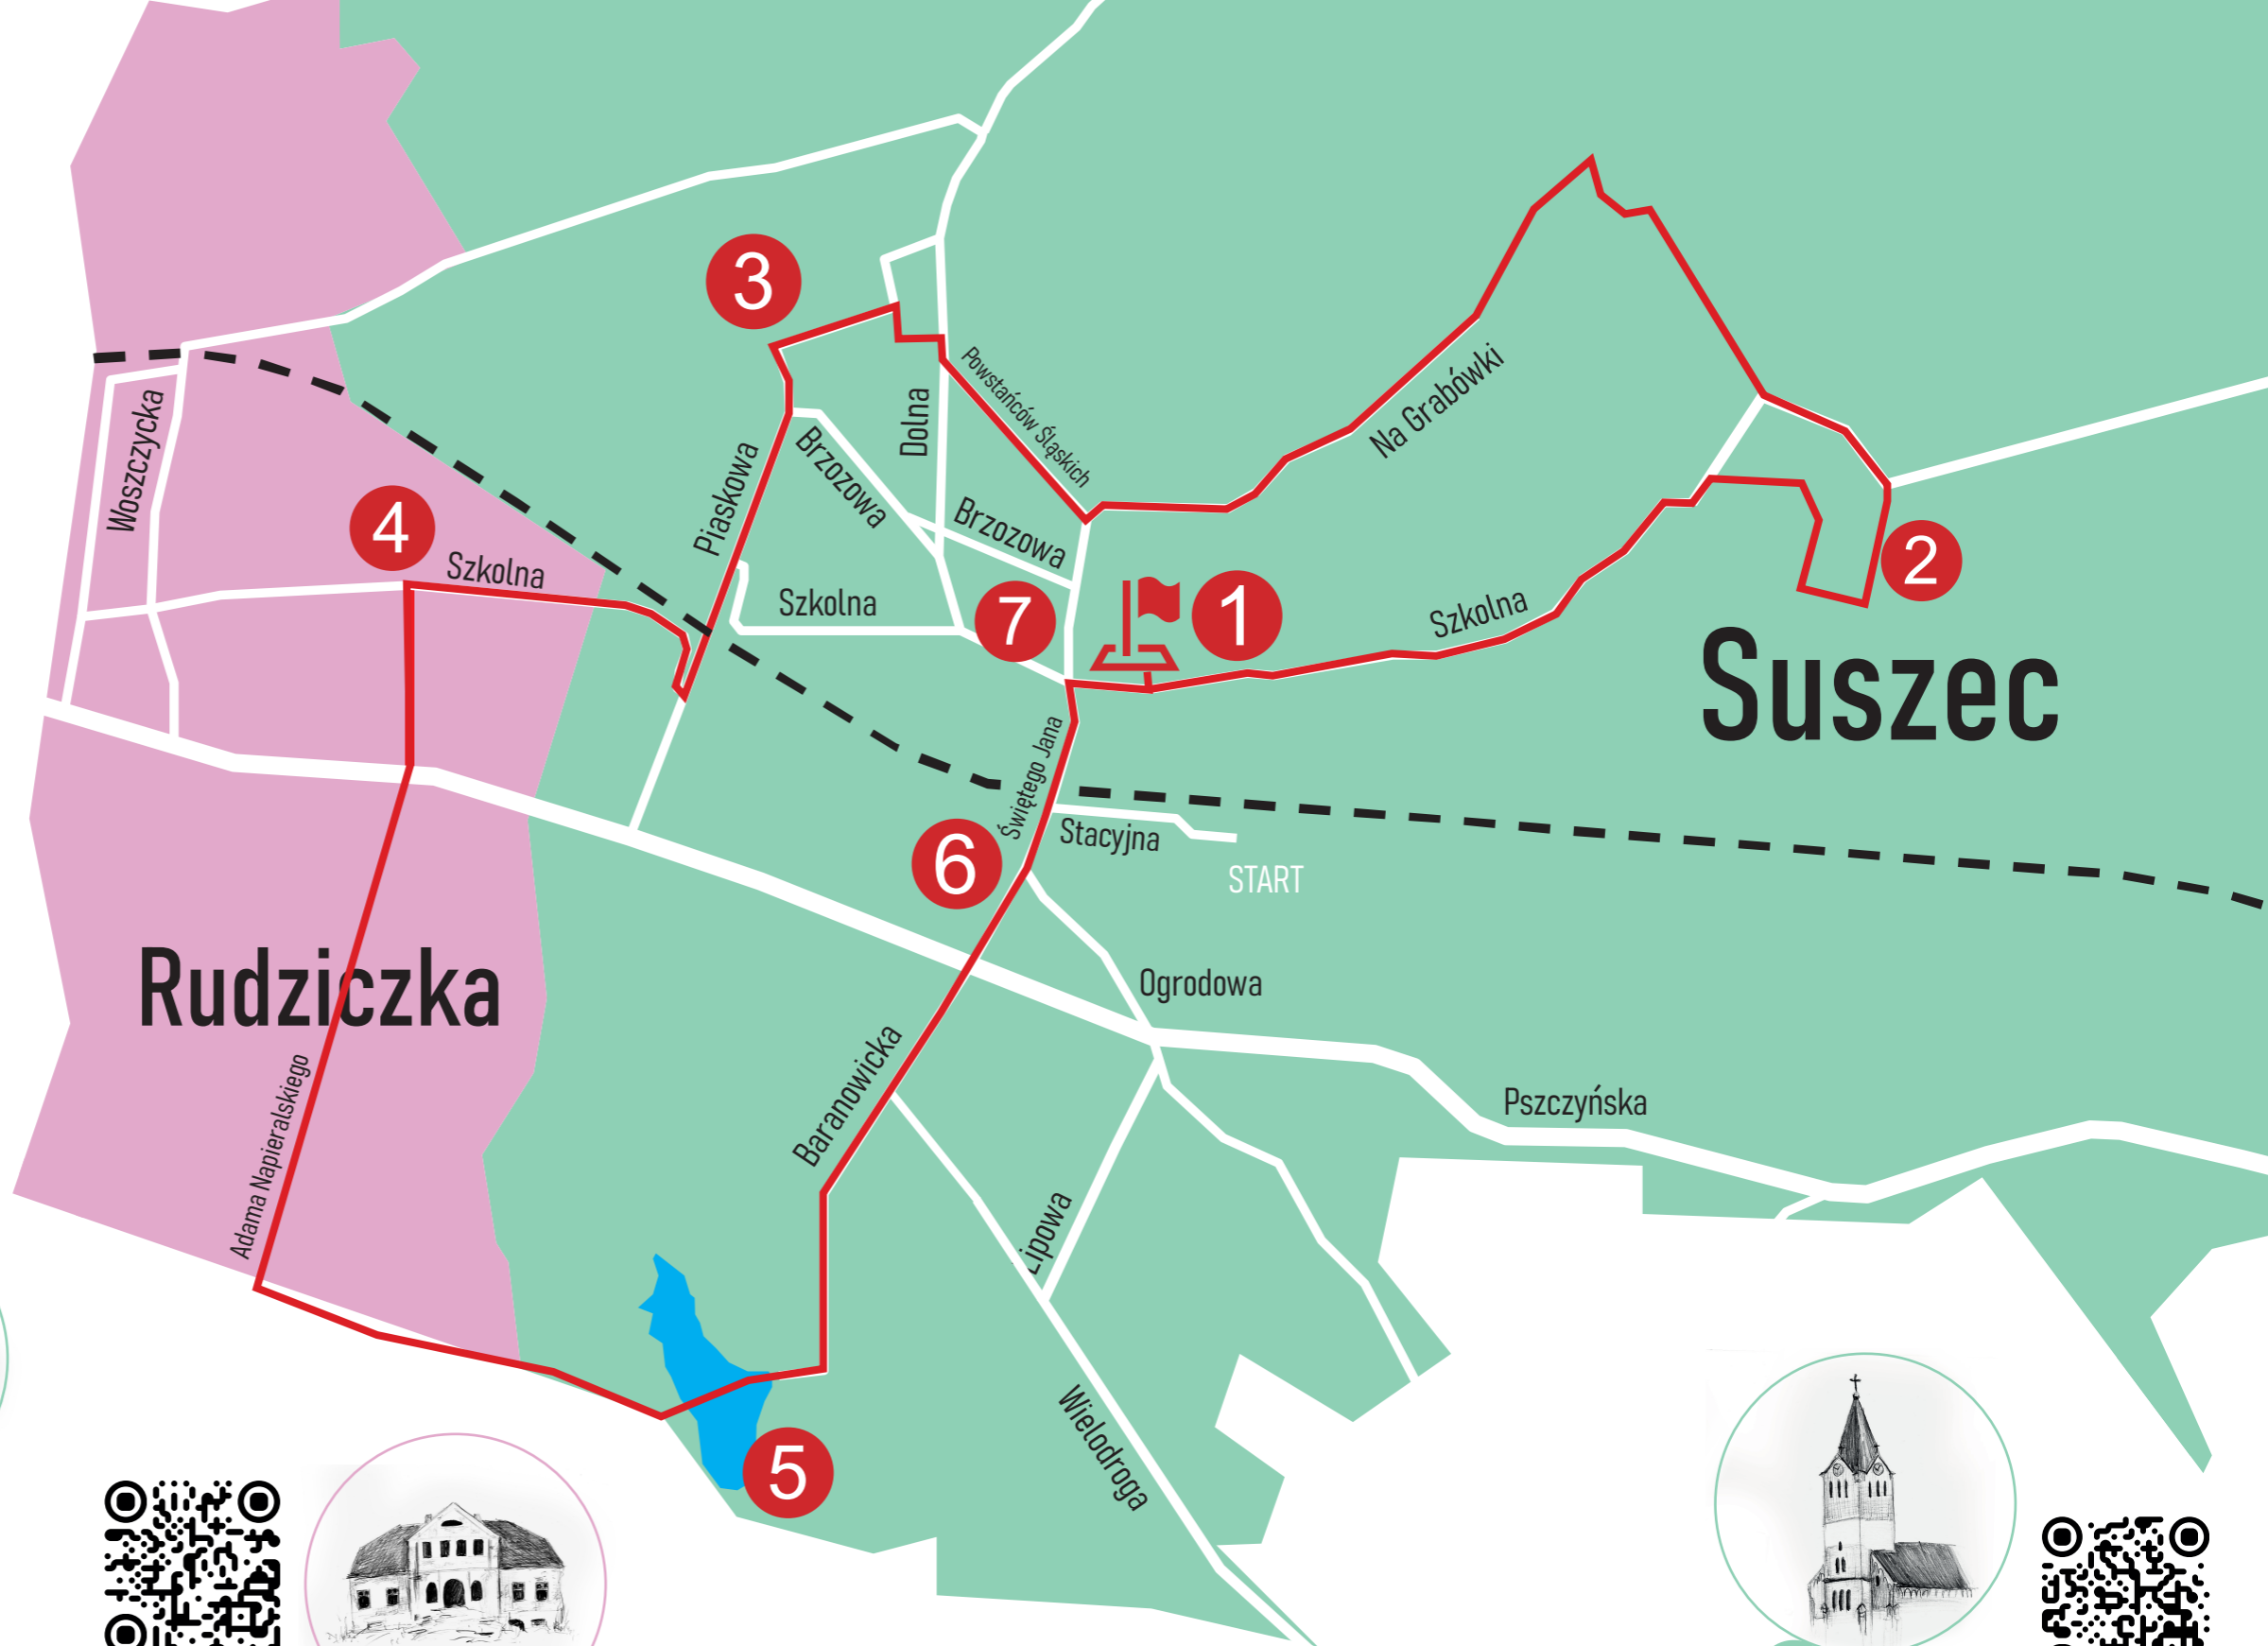 3
Powstańców Śląskich
Na Grabówki
Dolna
Woszczycka
Piaskowa
Brzozowa
Brzozowa
4
Szkolna
2
Szkolna
7
1
Szkolna
Suszec
Świętego Jana
Stacyjna
6
START
Rudziczka
Ogrodowa
Baranowicka
Adama Napieralskiego
Pszczyńska
Lipowa
Wielodroga
5